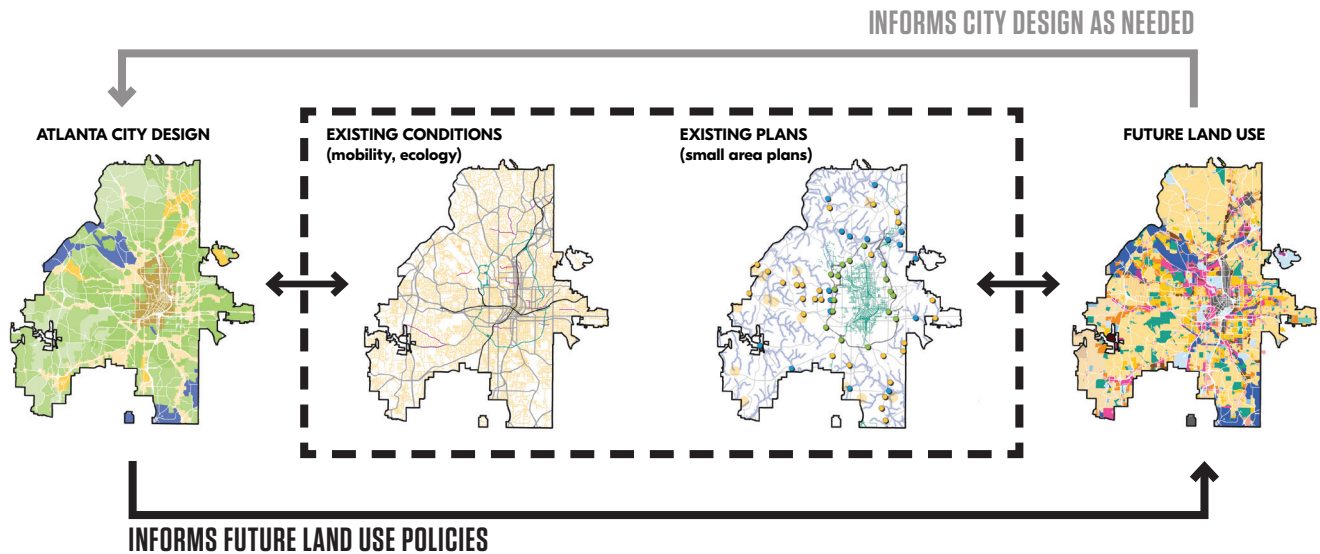 INFORMS CITY DESIGN AS NEEDED
ATLANTA CITY DESIGN
EXISTING CONDITIONS
(mobility, ecology)
EXISTING PLANS
(small area plans)
FUTURE LAND USE
INFORMS FUTURE LAND USE POLICIES